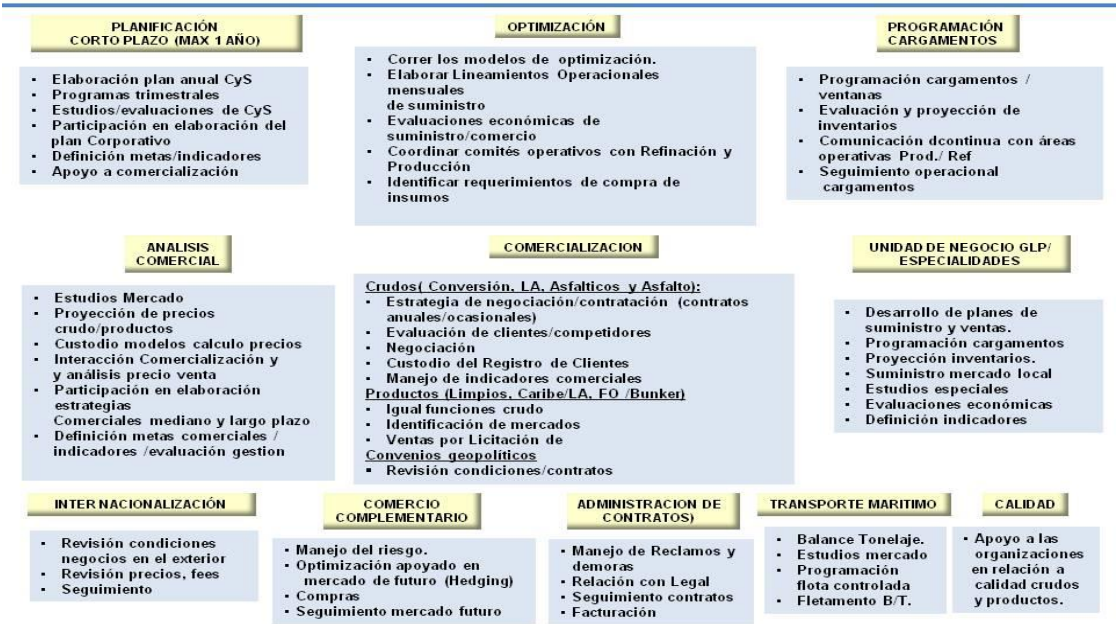 PLANIFICACIÓN
CORTO PLAZO (MAX 1 AÑO)
• Elaboración plan anual CyS
• Programas trimestrales
• Estudios/evaluaciones de CyS
• Participación en elaboración del
plan Corporativo
• Definición metas/indicadores
• Apoyo a comercialización
OPTIMIZACIÓN
• Correr los modelos de optimización.
• Elaborar Lineamientos Operacionales
mensuales
de suministro
• Evaluaciones económicas de
suministro/comercio
• Coordinar comités operativos con Refinación y
Producción
• Identificar requerimientos de compra de
insumos
PROGRAMACIÓN
CARGAMENTOS
• Programación cargamentos /
ventanas
• Evaluación y proyección de
inventarios
• Comunicación dcontinua con áreas
operativas Prod./ Ref
• Seguimiento operacional
cargamentos
ANALISIS
COMERCIAL
• Estudios Mercado
• Proyección de precios
crudo/productos
• Custodio modelos calculo precios
• Interacción Comercialización y
y análisis precio venta
• Participación en elaboración
estrategias
Comerciales mediano y largo plazo
• Definición metas comerciales /
indicadores /evaluación gestion
COMERCIALIZACION
Crudos( Conversión, LA, Asfalticos y Asfalto):
• Estrategia de negociación/contratación (contratos
anuales/ocasionales)
• Evaluación de clientes/competidores
• Negociación
• Custodio del Registro de Clientes
• Manejo de indicadores comerciales
Productos (Limpios, Caribe/LA, FO /Bunker)
• Igual funciones crudo
• Identificación de mercados
• Ventas por Licitación de
Convenios geopolíticos
▪ Revisión condiciones/contratos
UNIDAD DE NEGOCIO GLP/
ESPECIALIDADES
• Desarrollo de planes de
suministro y ventas.
• Programación cargamentos
• Proyección inventarios.
• Suministro mercado local
• Estudios especiales
• Evaluaciones económicas
• Definición indicadores
INTERNACIONALIZACIÓN
• Revisión condiciones
negocios en el exterior
• Revisión precios, fees
• Seguimiento
COMERCIO
COMPLEMENTARIO
• Manejo del riesgo.
• Optimización apoyado en
mercado de futuro (Hedging)
• Compras
• Seguimiento mercado futuro
ADMINISTRACION DE
CONTRATOS)
• Manejo de Reclamos y
demoras
• Relación con Legal
• Seguimiento contratos
• Facturación
TRANSPORTE MARITIMO
• Balance Tonelaje.
• Estudios mercado
• Programación
flota controlada
• Fletamento B/T.
CALIDAD
• Apoyo a las
organizaciones
en relación a
calidad crudos
y productos.